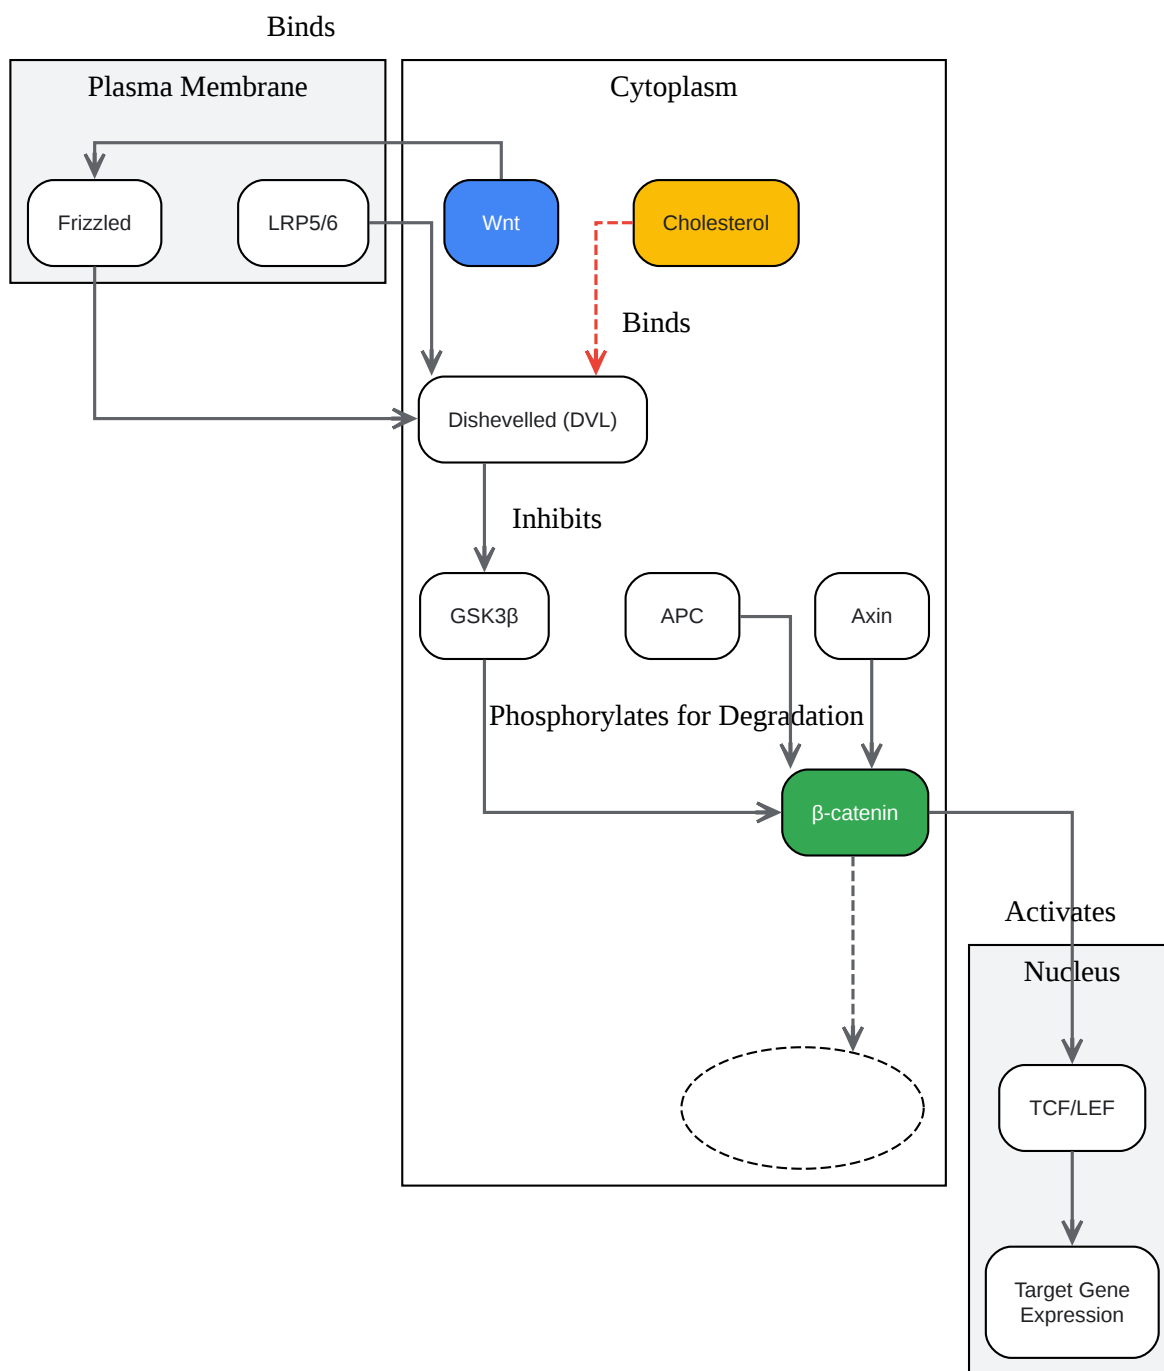 Binds
Plasma Membrane
Cytoplasm
Frizzled
LRP5/6
Wnt
Cholesterol
Binds
Dishevelled (DVL)
Inhibits
GSK3β
APC
Axin
Phosphorylates for Degradation
β-catenin
Activates
Nucleus
TCF/LEF
Target Gene
Expression